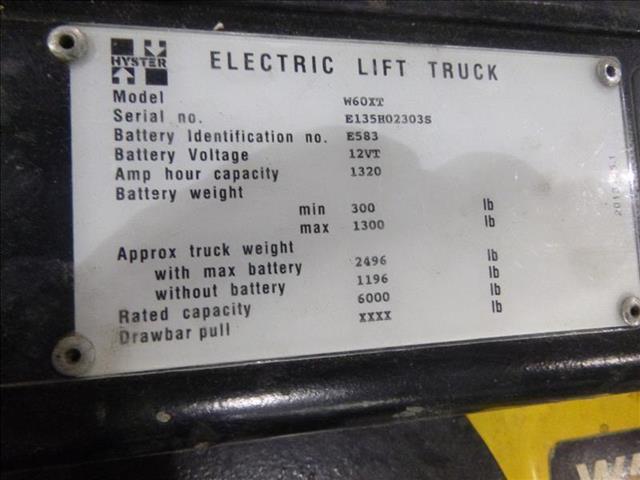 HYSTER
ELECTRIC LIFT TRUCK
Model W60XT
Serial no. E135H02303S
Battery Identification no. E583
Battery Voltage 12VT
Amp hour capacity 1320
Battery weight
min 300 lb
max 1300 lb
Approx truck weight
with max battery 2496 lb
without battery 1196 lb
Rated capacity 6000 lb
Drawbar pull XXXX lb